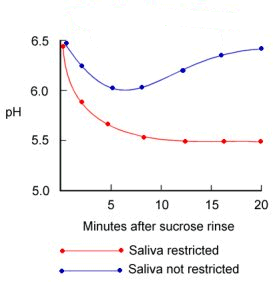 6.5
6.0
pH
5.5
5.0
5 10 15 20
Minutes after sucrose rinse
Saliva restricted
Saliva not restricted